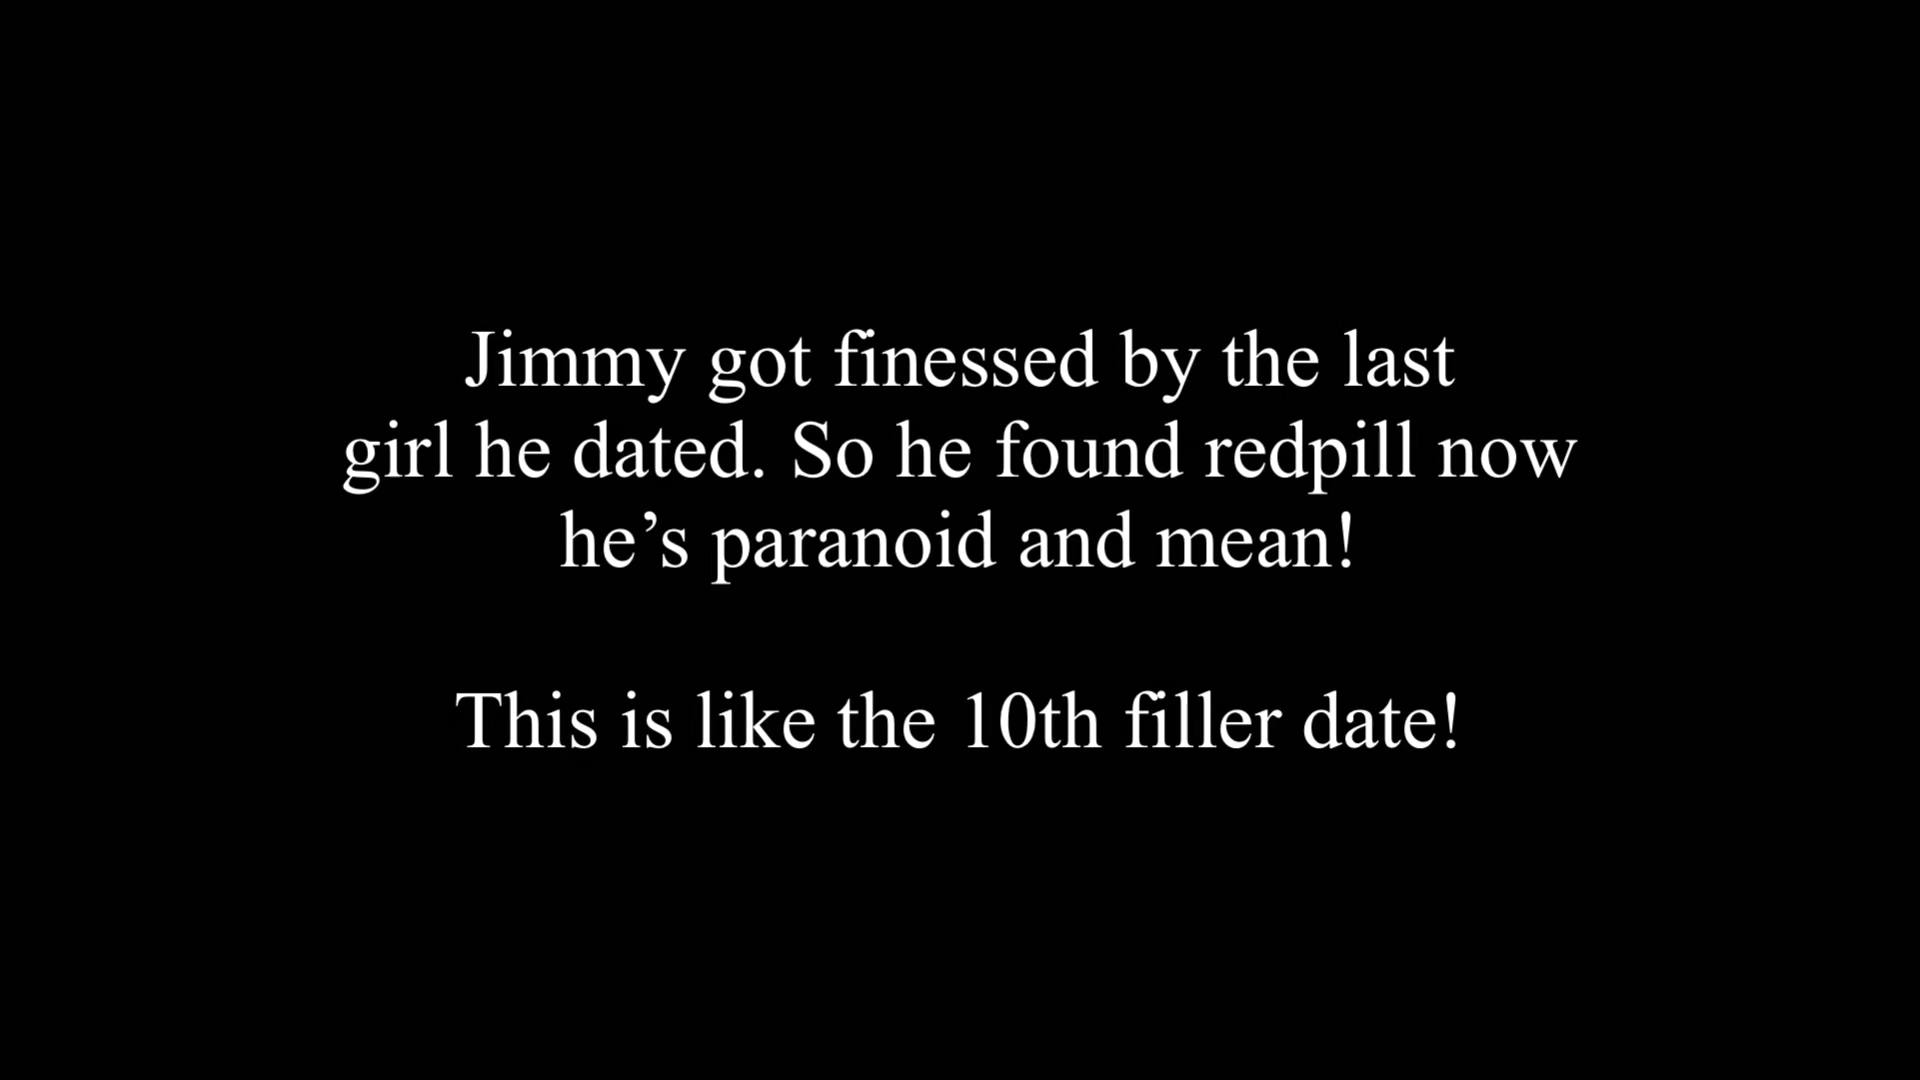 Jimmy got finessed by the last
girl he dated. So he found redpill now
he’s paranoid and mean!
This is like the 10th filler date!